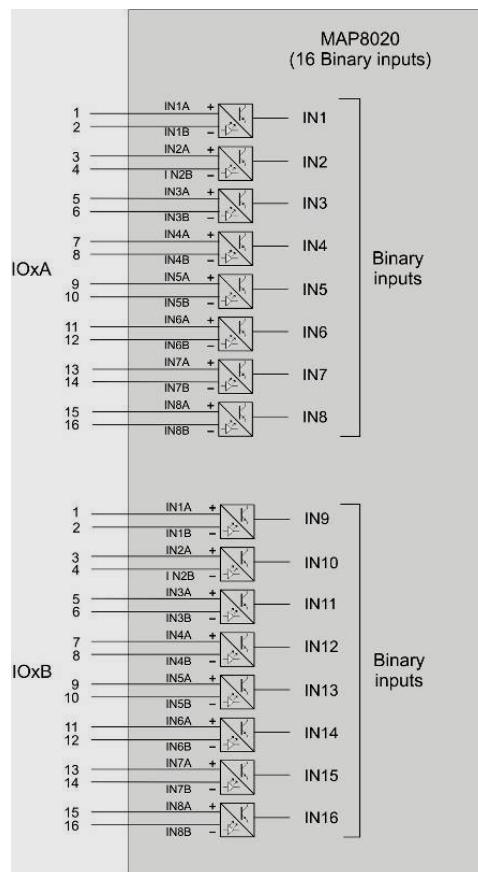 MAP8020
(16 Binary inputs)
IN1A +
1
2
IN1B –
IN1
IN2A +
3
4
I N2B –
IN2
IN3A +
5
6
IN3B –
IN3
IN4A +
7
8
IN4B –
IN4
IOxA
Binary
inputs
IN5A +
9
10
IN5B –
IN5
IN6A +
11
12
IN6B –
IN6
IN7A +
13
14
IN7B –
IN7
IN8A +
15
16
IN8B –
IN8
IN1A +
1
2
IN1B –
IN9
IN2A +
3
4
I N2B –
IN10
IN3A +
5
6
IN3B –
IN11
IN4A +
7
8
IN4B –
IN12
IOxB
Binary
inputs
IN5A +
9
10
IN5B –
IN13
IN6A +
11
12
IN6B –
IN14
IN7A +
13
14
IN7B –
IN15
IN8A +
15
16
IN8B –
IN16